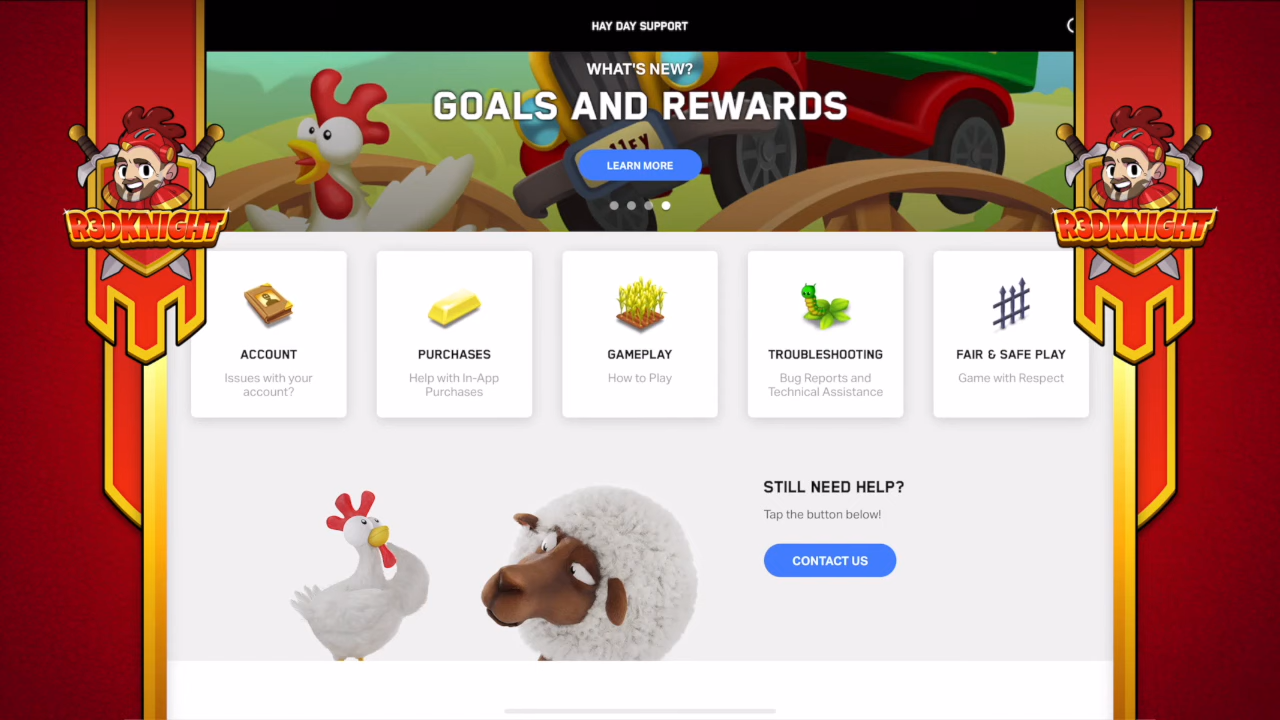 HAY DAY SUPPORT
WHAT'S NEW?
GOALS AND REWARDS
LEARN MORE
R3DKNIGHT
R3DKNIGHT
ACCOUNT
Issues with your
account?
PURCHASES
Help with In-App
Purchases
GAMEPLAY
How to Play
TROUBLESHOOTING
Bug Reports and
Technical Assistance
FAIR & SAFE PLAY
Game with Respect
STILL NEED HELP?
Tap the button below!
CONTACT US